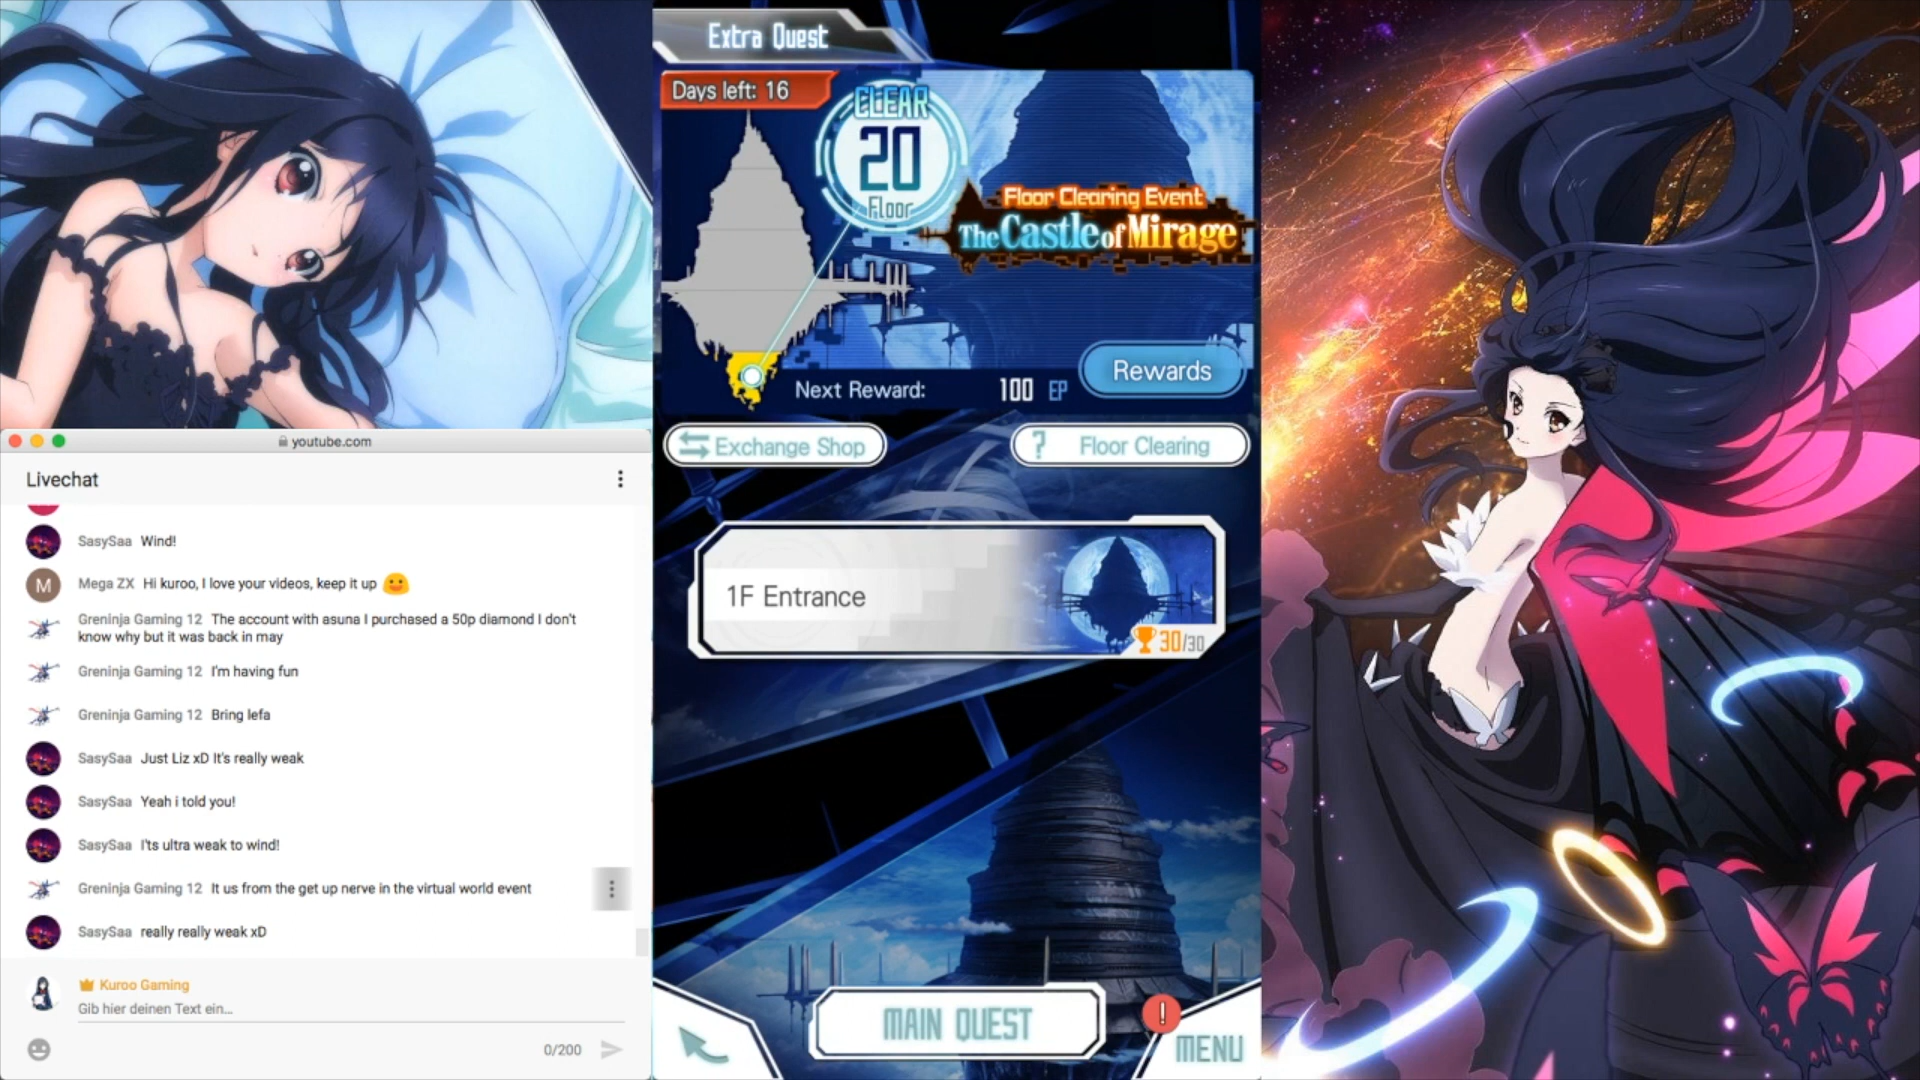 youtube.com
Livechat
SasySaa Wind!
M
Mega ZX Hi kuroo, I love your videos, keep it up
Greninja Gaming 12 The account with asuna I purchased a 50p diamond I don't
know why but it was back in may
Greninja Gaming 12 I'm having fun
Greninja Gaming 12 Bring lefa
SasySaa Just Liz xD It's really weak
SasySaa Yeah i told you!
SasySaa I'ts ultra weak to wind!
Greninja Gaming 12 It us from the get up nerve in the virtual world event
SasySaa really really weak xD
Kuroo Gaming
Gib hier deinen Text ein...
0/200
Extra Quest
Days left: 16
CLEAR
20
Floor
Floor Clearing Event
The Castle of Mirage
Rewards
Next Reward: 100 EP
Exchange Shop
? Floor Clearing
1F Entrance
30/30
MAIN QUEST
!
MENU